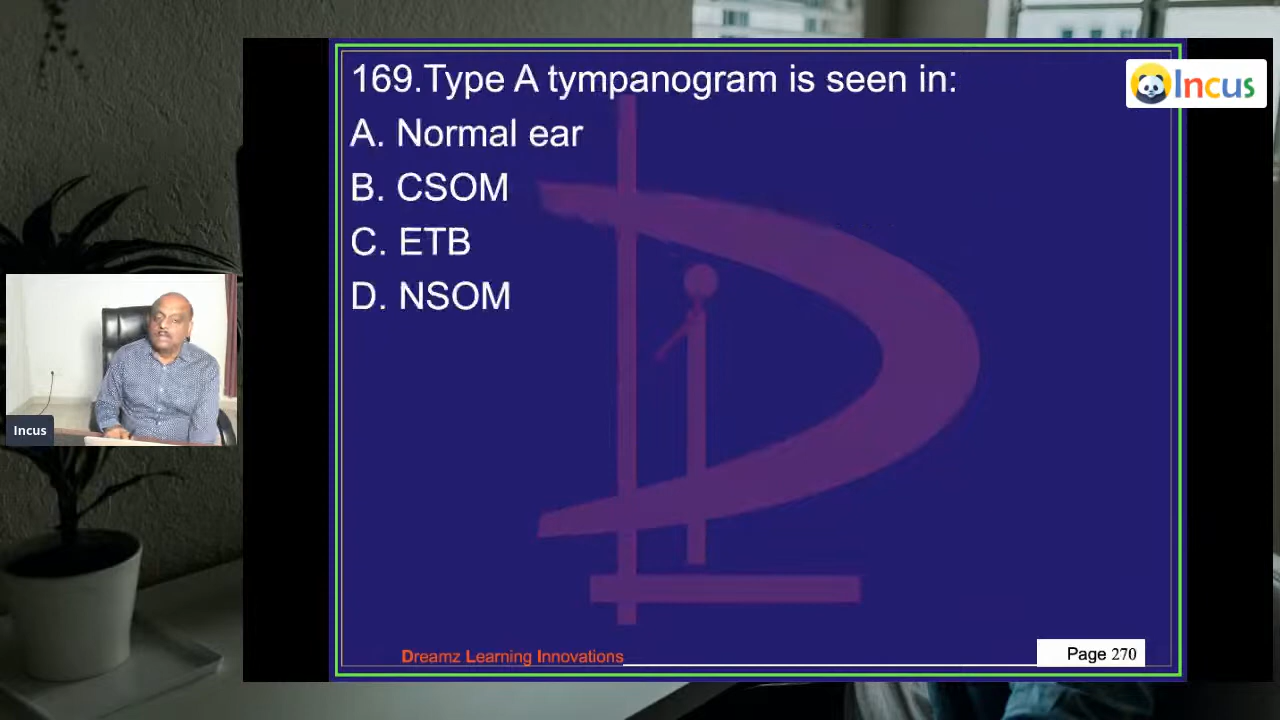 169.Type A tympanogram is seen in:
A. Normal ear
B. CSOM
C. ETB
D. NSOM
Incus
Incus
Dreamz Learning Innovations
Page 270